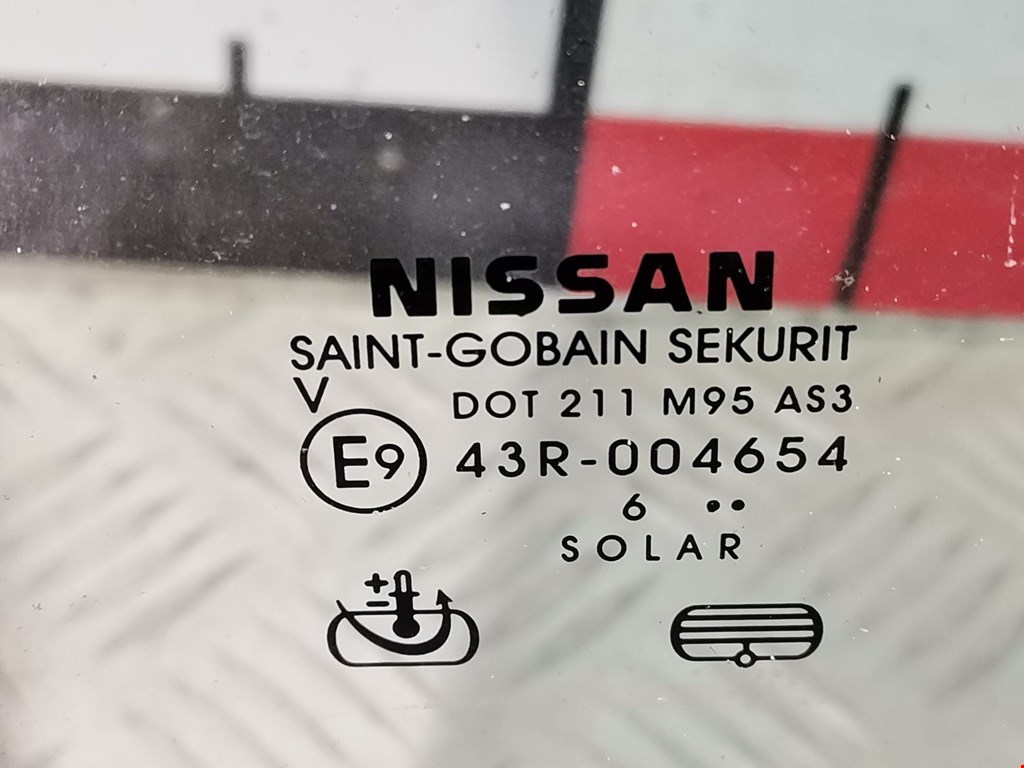 NISSAN
SAINT-GOBAIN SEKURIT
V
DOT 211 M95 AS3
E9 43R-004654
6 ••
SOLAR